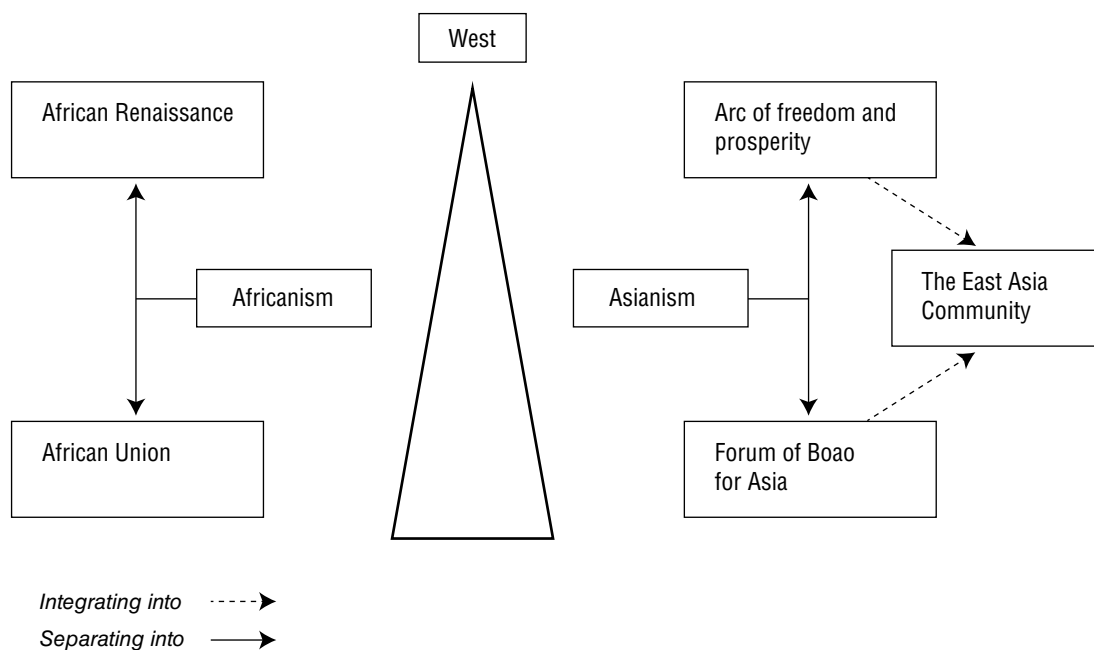 West
African Renaissance
Arc of freedom and
prosperity
Africanism
Asianism
The East Asia
Community
African Union
Forum of Boao
for Asia
Integrating into
Separating into